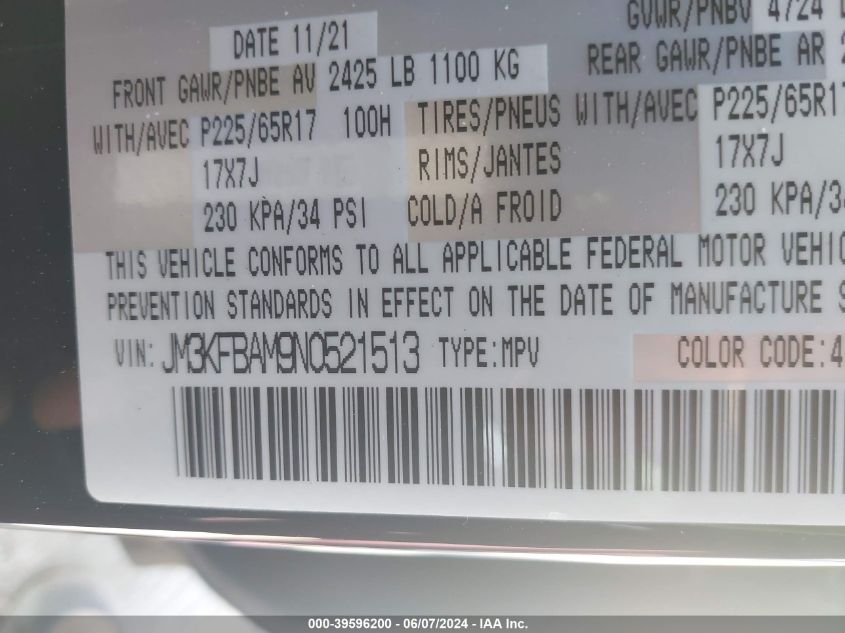 GVWR/PNBV 4724
DATE 11/21
FRONT GAWR/PNBE AV 2425 LB 1100 KG REAR GAWR/PNBE AR
WITH/AVEC P225/65R17 100H TIRES/PNEUS WITH/AVEC P225/65R17
17X7J RIMS/JANTES 17X7J
230 KPA/34 PSI COLD/A FROID 230 KPA/34
THIS VEHICLE CONFORMS TO ALL APPLICABLE FEDERAL MOTOR VEHIC
PREVENTION STANDARDS IN EFFECT ON THE DATE OF MANUFACTURE S
VIN: JM3KFBAM9N0521513 TYPE:MPV COLOR CODE:4
000-39596200 - 06/07/2024 - IAA Inc.